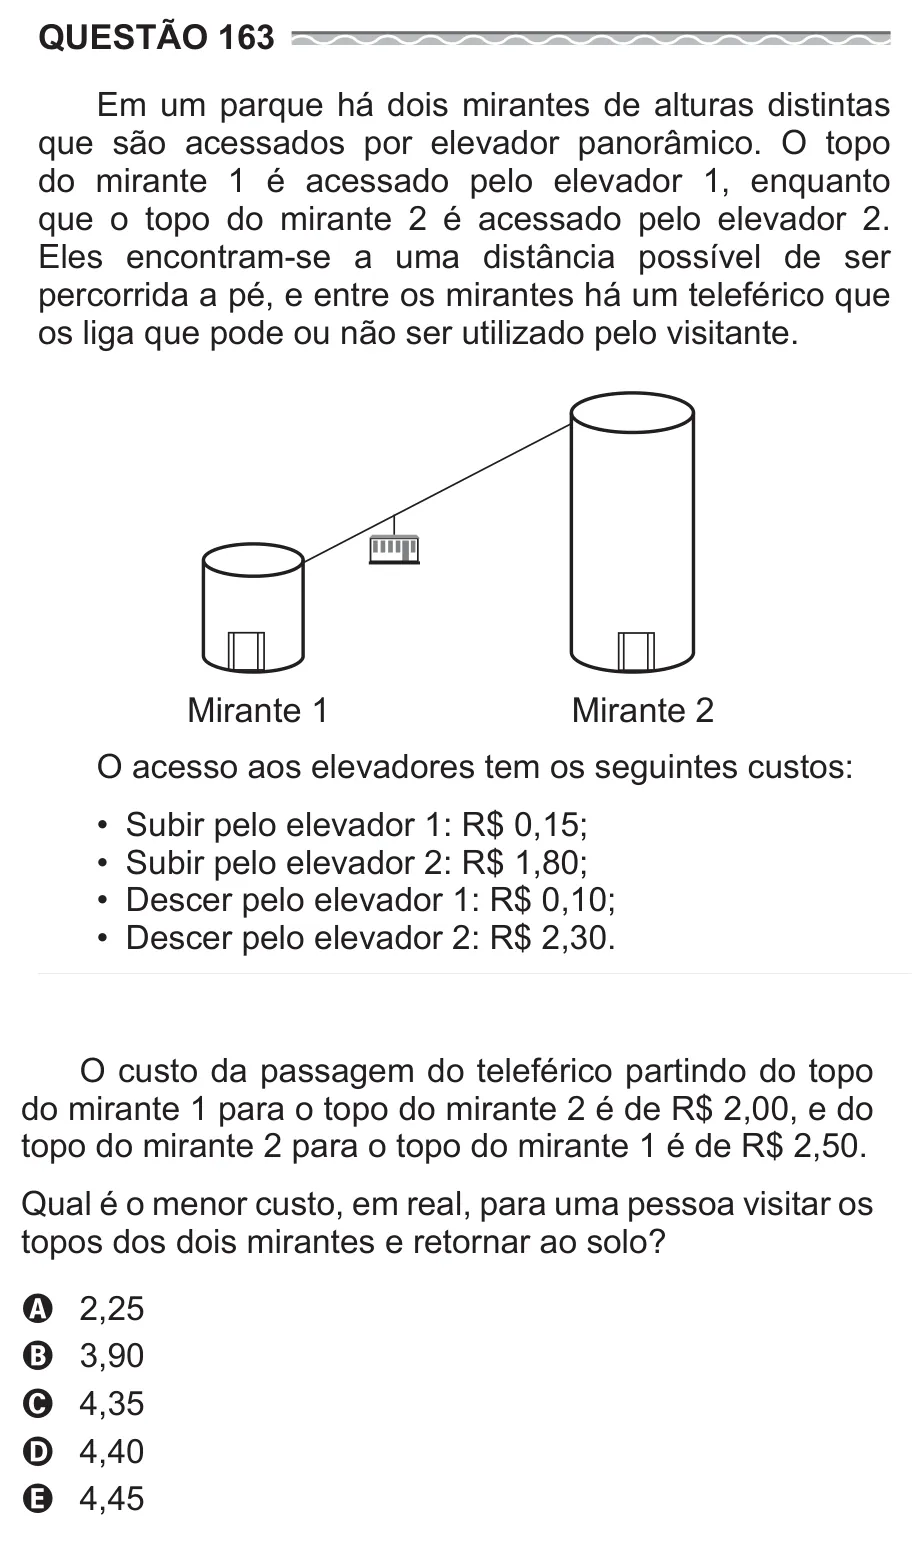 QUESTÃO 163
Em um parque há dois mirantes de alturas distintas
que são acessados por elevador panorâmico. O topo
do mirante 1 é acessado pelo elevador 1, enquanto
que o topo do mirante 2 é acessado pelo elevador 2.
Eles encontram-se a uma distância possível de ser
percorrida a pé, e entre os mirantes há um teleférico que
os liga que pode ou não ser utilizado pelo visitante.
Mirante 1
Mirante 2
O acesso aos elevadores tem os seguintes custos:
• Subir pelo elevador 1: R$ 0,15;
• Subir pelo elevador 2: R$ 1,80;
• Descer pelo elevador 1: R$ 0,10;
• Descer pelo elevador 2: R$ 2,30.
O custo da passagem do teleférico partindo do topo
do mirante 1 para o topo do mirante 2 é de R$ 2,00, e do
topo do mirante 2 para o topo do mirante 1 é de R$ 2,50.
Qual é o menor custo, em real, para uma pessoa visitar os
topos dos dois mirantes e retornar ao solo?
A 2,25
B 3,90
C 4,35
D 4,40
E 4,45